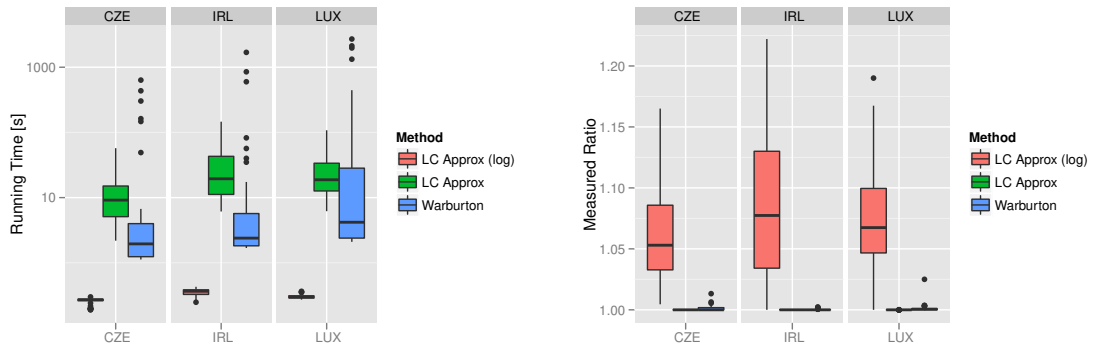 CZE IRL LUX
1000
10
Running Time [s]
CZE IRL LUX
Method
LC Approx (log)
LC Approx
Warburton
CZE IRL LUX
1.20
1.15
1.10
1.05
1.00
Measured Ratio
CZE IRL LUX
Method
LC Approx (log)
LC Approx
Warburton